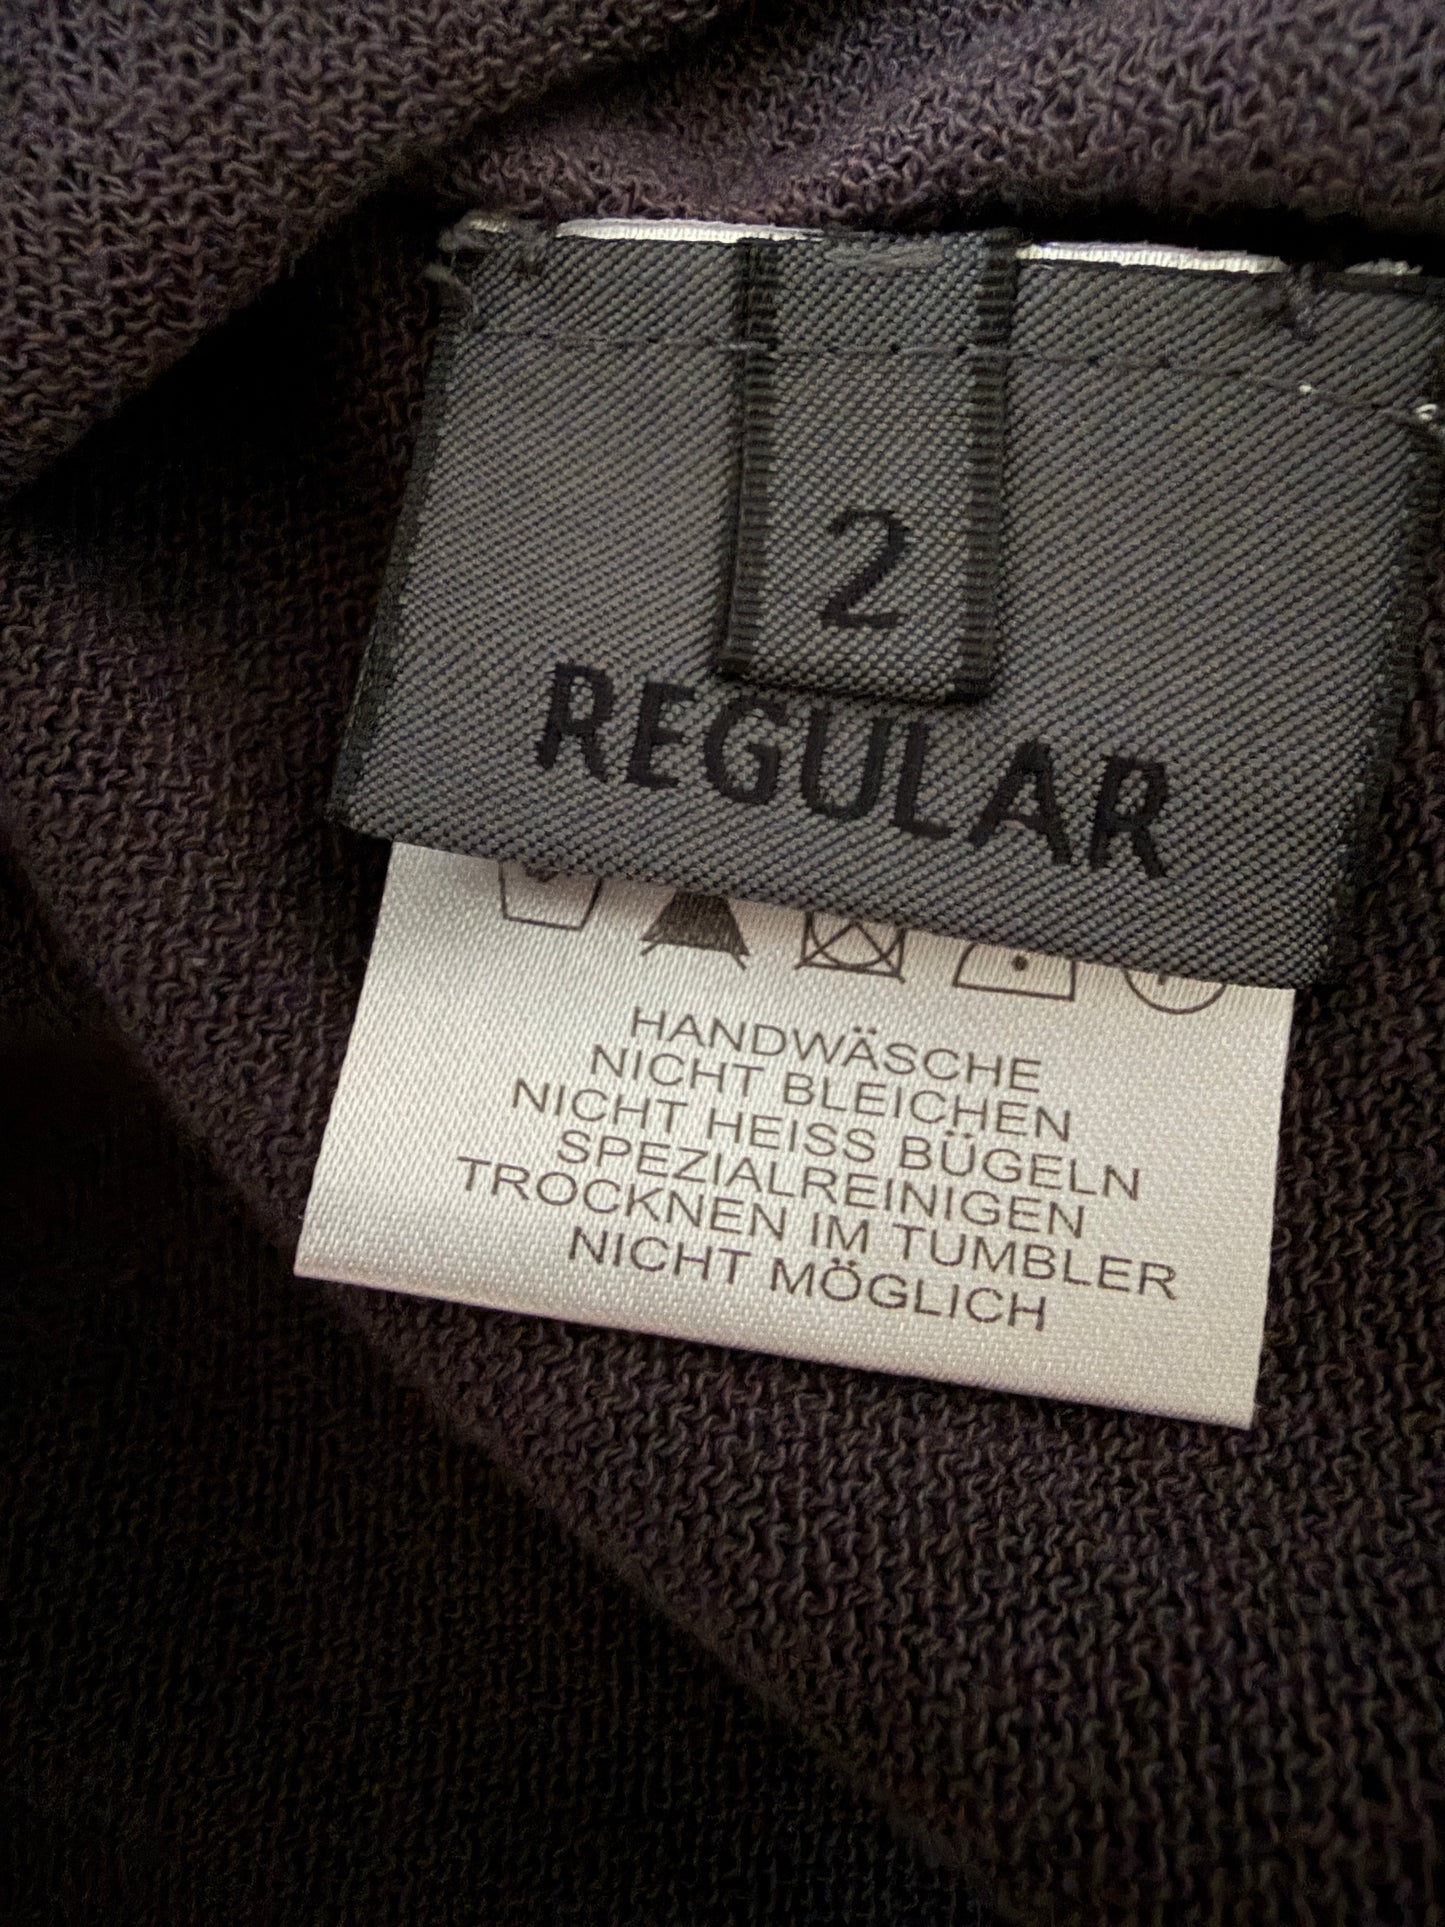 2
REGULAR
HANDWÄSCHE
NICHT BLEICHEN
NICHT HEISS BÜGELN
SPEZIALREINIGEN
TROCKNEN IM TUMBLER
NICHT MÖGLICH